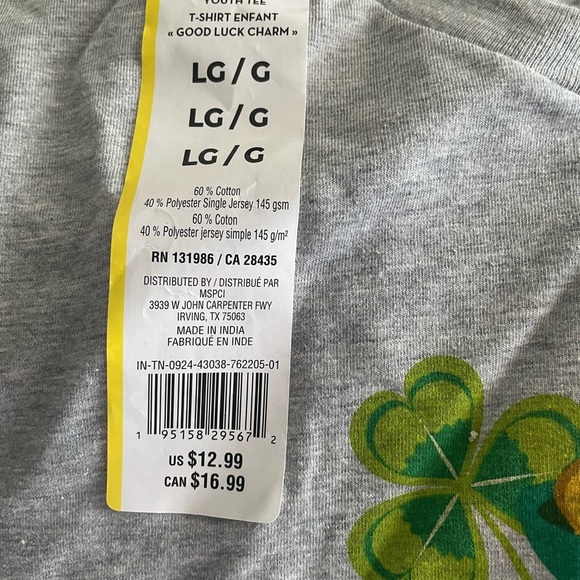 YOUTH TEE
T-SHIRT ENFANT
« GOOD LUCK CHARM »
LG / G
LG / G
LG / G
60 % Cotton
40 % Polyester Single Jersey 145 gsm
60 % Coton
40 % Polyester jersey simple 145 g/m²
RN 131986 / CA 28435
DISTRIBUTED BY / DISTRIBUÉ PAR
MSPCI
3939 W JOHN CARPENTER FWY
IRVING, TX 75063
MADE IN INDIA
FABRIQUÉ EN INDE
IN-TN-0924-43038-762205-01
1 95158 29567 2
US $12.99
CAN $16.99